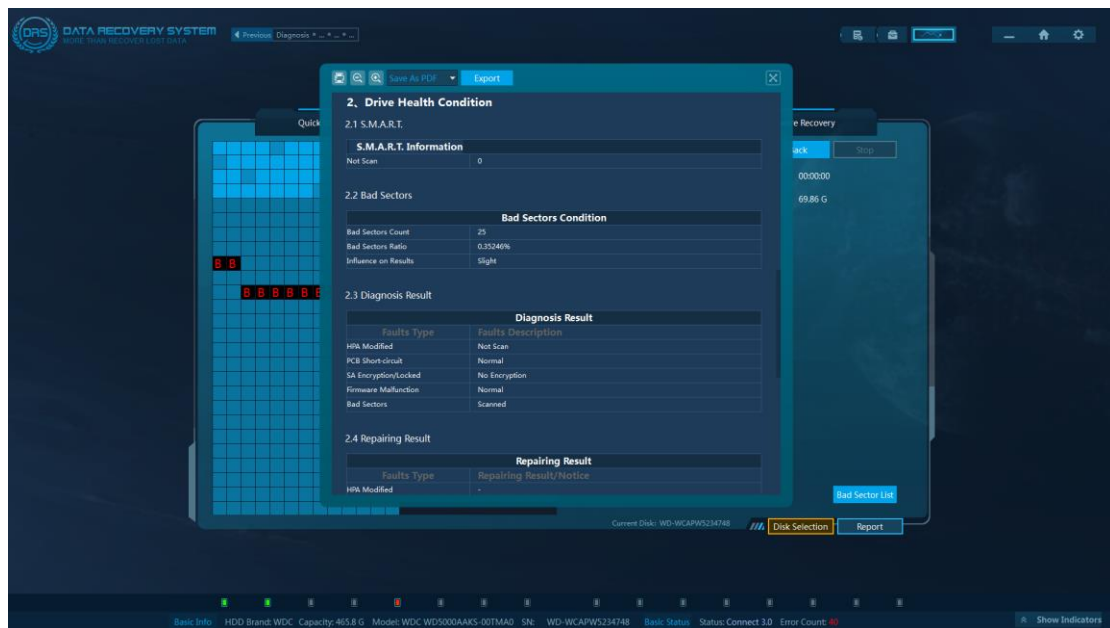 DRS DATA RECOVERY SYSTEM
MORE THAN RECOVER LOST DATA
Previous Diagnosis * ... * ... * ...
Save As PDF Export
Quick
e Recovery
ack Stop
00:00:00
69.86 G
2、Drive Health Condition
2.1 S.M.A.R.T.
S.M.A.R.T. Information
Not Scan 0
2.2 Bad Sectors
Bad Sectors Condition
Bad Sectors Count 25
Bad Sectors Ratio 0.35246%
Influence on Results Slight
B B
B B B B B B
2.3 Diagnosis Result
Diagnosis Result
Faults Type Faults Description
HPA Modified Not Scan
PCB Short-circuit Normal
SA Encryption/Locked No Encryption
Firmware Malfunction Normal
Bad Sectors Scanned
2.4 Repairing Result
Repairing Result
Faults Type Repairing Result/Notice
HPA Modified -
Bad Sector List
Current Disk: WD-WCAPW5234748 Disk Selection Report
Basic Info HDD Brand: WDC Capacity: 465.8 G Model: WDC WD5000AAKS-00TMA0 SN: WD-WCAPW5234748 Basic Status Status: Connect 3.0 Error Count: 40 Show Indicators